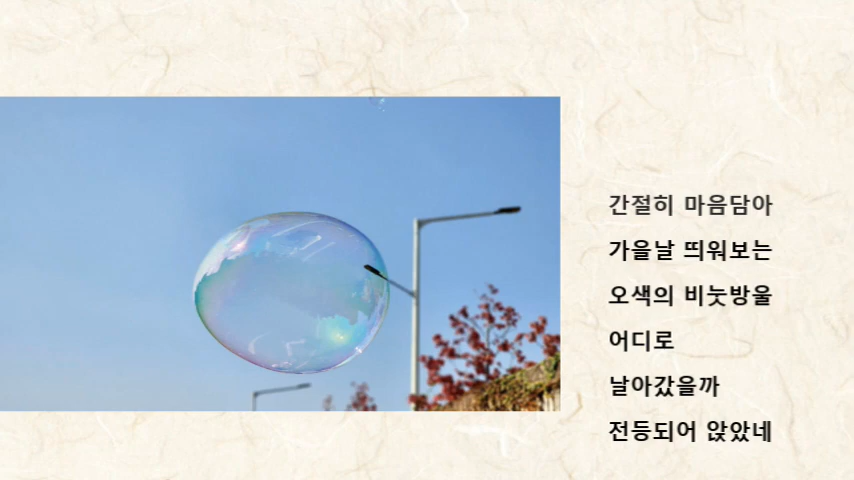 간절히 마음담아
가을날 띄워보는
오색의 비눗방울
어디로
날아갔을까
전등되어 앉았네